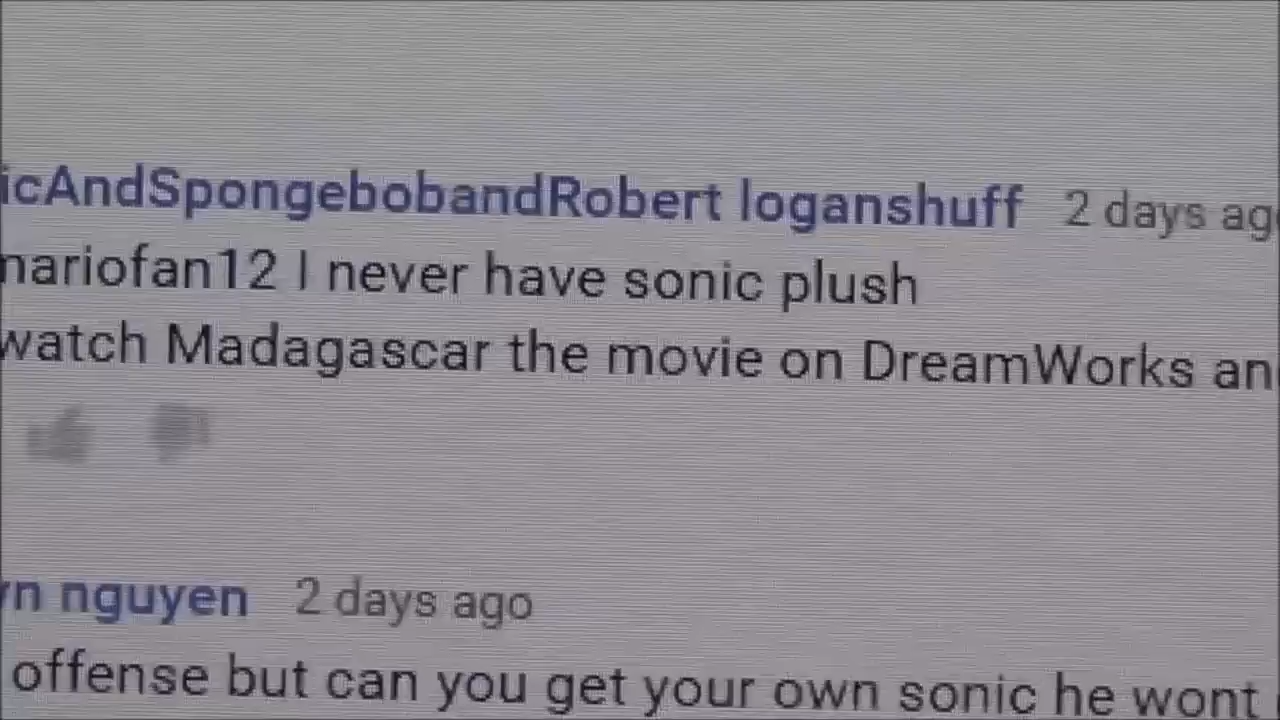 icAndSpongebobandRobert loganshuff 2 days ag
mariofan12 I never have sonic plush
watch Madagascar the movie on DreamWorks an
nguyen 2 days ago
offense but can you get your own sonic he wont